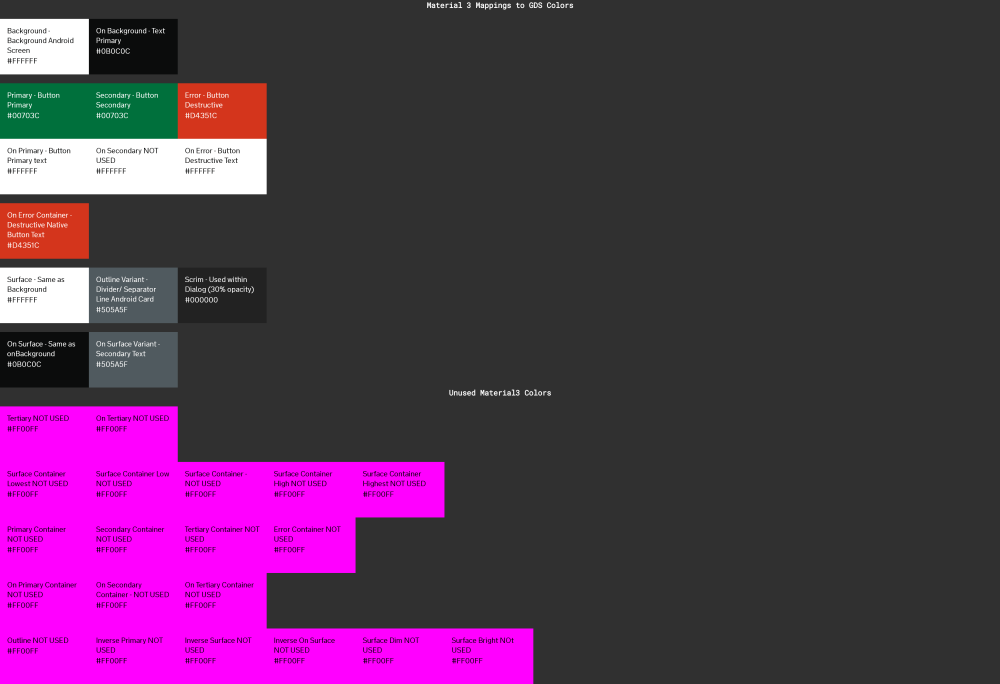 Material 3 Mappings to GDS Colors
Background -
Background Android
Screen
#FFFFFF
On Background - Text
Primary
#0B0C0C
Primary - Button
Primary
#00703C
Secondary - Button
Secondary
#00703C
Error - Button
Destructive
#D4351C
On Primary - Button
Primary text
#FFFFFF
On Secondary NOT
USED
#FFFFFF
On Error - Button
Destructive Text
#FFFFFF
On Error Container -
Destructive Native
Button Text
#D4351C
Surface - Same as
Background
#FFFFFF
Outline Variant -
Divider/ Separator
Line Android Card
#505A5F
Scrim - Used within
Dialog (30% opacity)
#000000
On Surface - Same as
onBackground
#0B0C0C
On Surface Variant -
Secondary Text
#505A5F
Unused Material3 Colors
Tertiary NOT USED
#FF00FF
On Tertiary NOT USED
#FF00FF
Surface Container
Lowest NOT USED
#FF00FF
Surface Container Low
NOT USED
#FF00FF
Surface Container -
NOT USED
#FF00FF
Surface Container
High NOT USED
#FF00FF
Surface Container
Highest NOT USED
#FF00FF
Primary Container
NOT USED
#FF00FF
Secondary Container
NOT USED
#FF00FF
Tertiary Container NOT
USED
#FF00FF
Error Container NOT
USED
#FF00FF
On Primary Container
NOT USED
#FF00FF
On Secondary
Container - NOT USED
#FF00FF
On Tertiary Container
NOT USED
#FF00FF
Outline NOT USED
#FF00FF
Inverse Primary NOT
USED
#FF00FF
Inverse Surface NOT
USED
#FF00FF
Inverse On Surface
NOT USED
#FF00FF
Surface Dim NOT
USED
#FF00FF
Surface Bright NOt
USED
#FF00FF